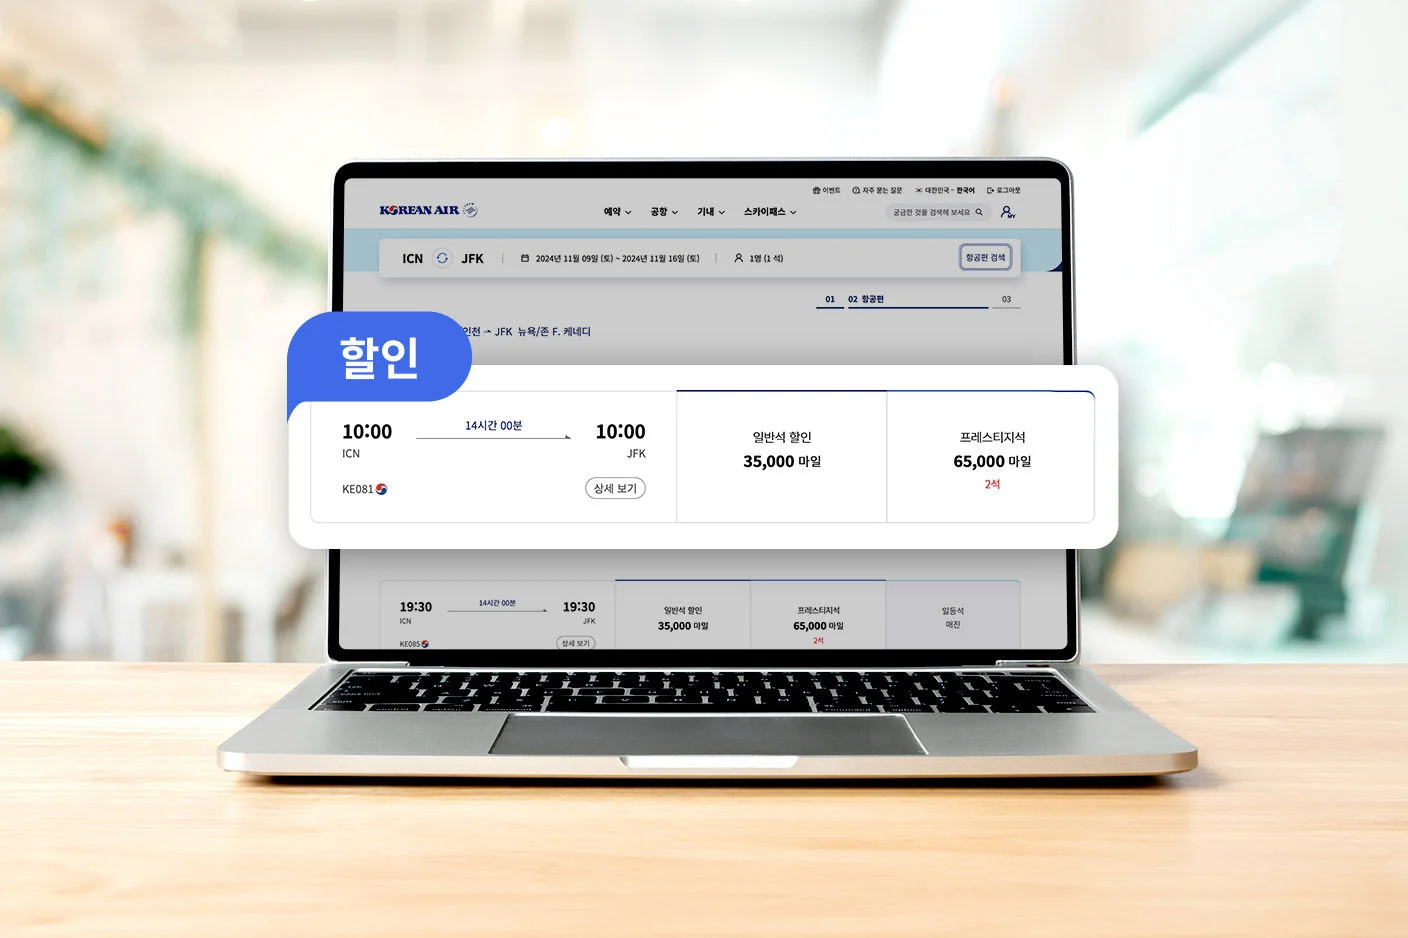 이벤트 자주 묻는 질문 대한민국 - 한국어 로그아웃
KOREAN AIR 예약 공항 기내 스카이패스 궁금한 것을 검색해 보세요 MY
ICN JFK 2024년 11월 09일 (토) ~ 2024년 11월 16일 (토) 1명 (1 석) 항공편 검색
01 02 항공편 03
인천 → JFK 뉴욕/존 F. 케네디
할인
10:00 14시간 00분 10:00
ICN JFK
KE081 상세 보기
일반석 할인
35,000 마일
프레스티지석
65,000 마일
2석
19:30 14시간 00분 19:30
ICN JFK
KE085 상세 보기
일반석 할인
35,000 마일
프레스티지석
65,000 마일
2석
일등석
매진